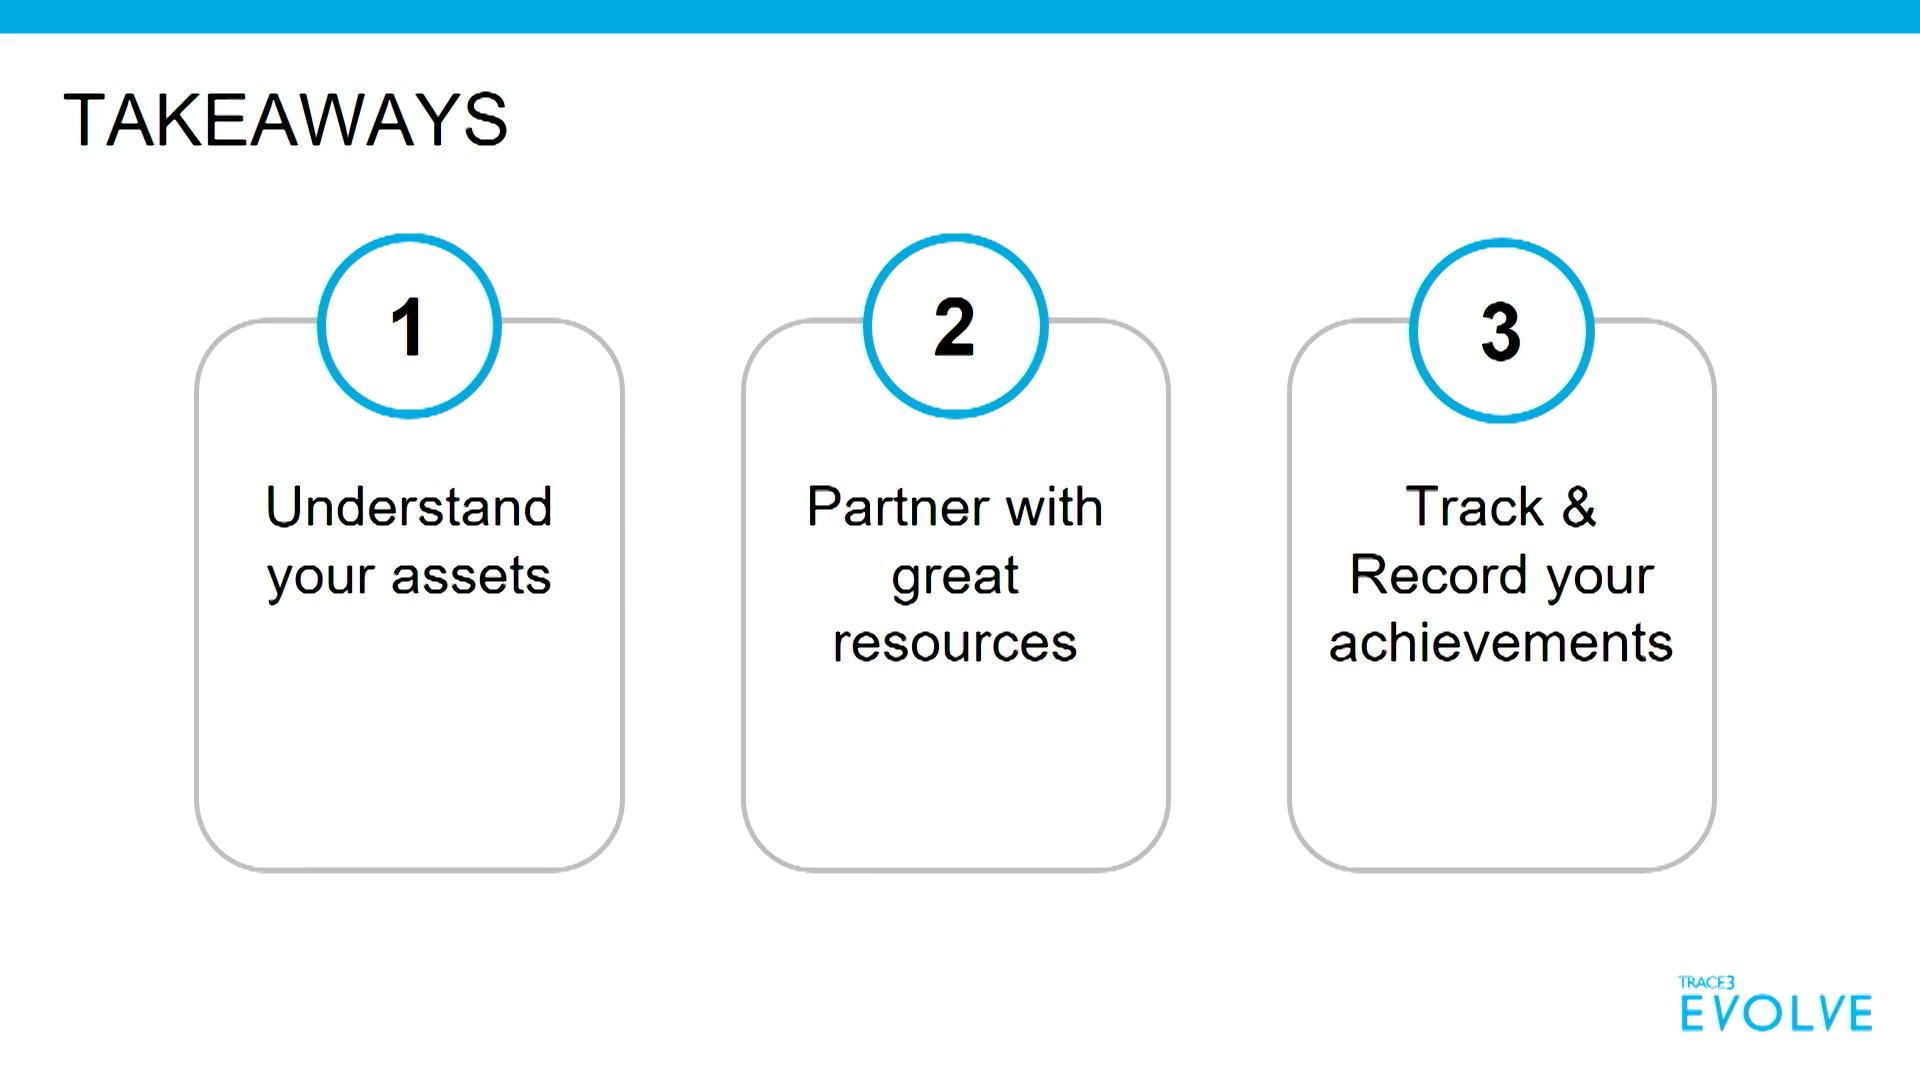 TAKEAWAYS
1
Understand
your assets
2
Partner with
great
resources
3
Track &
Record your
achievements
TRACE3
EVOLVE